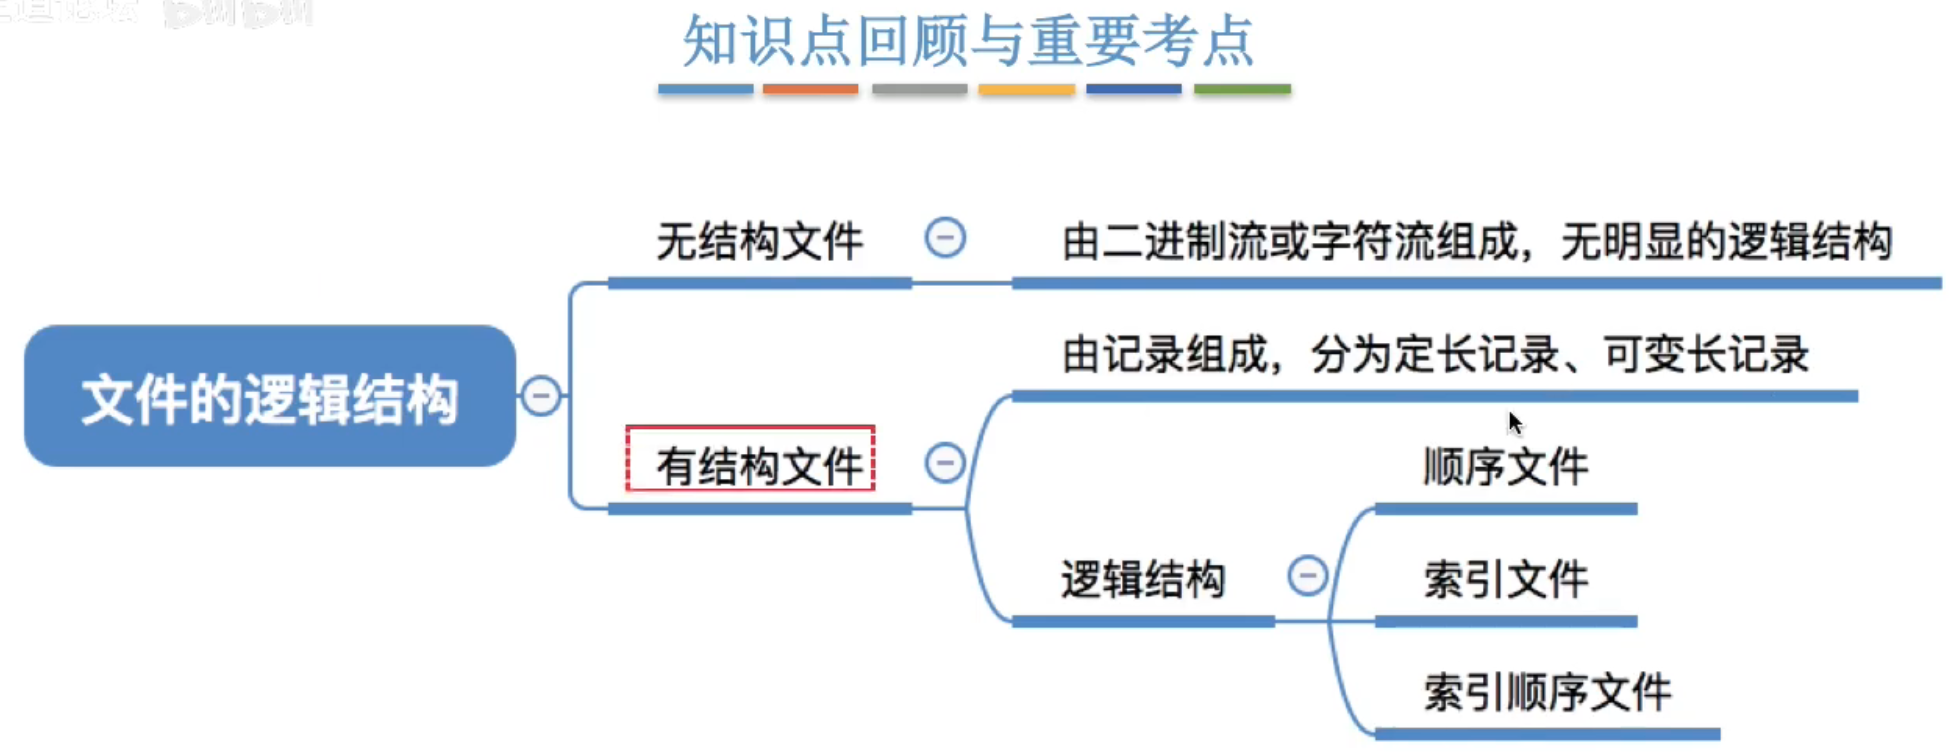 知识点回顾与重要考点
无结构文件
由二进制流或字符流组成，无明显的逻辑结构
文件的逻辑结构
由记录组成，分为定长记录、可变长记录
有结构文件
顺序文件
逻辑结构
索引文件
索引顺序文件